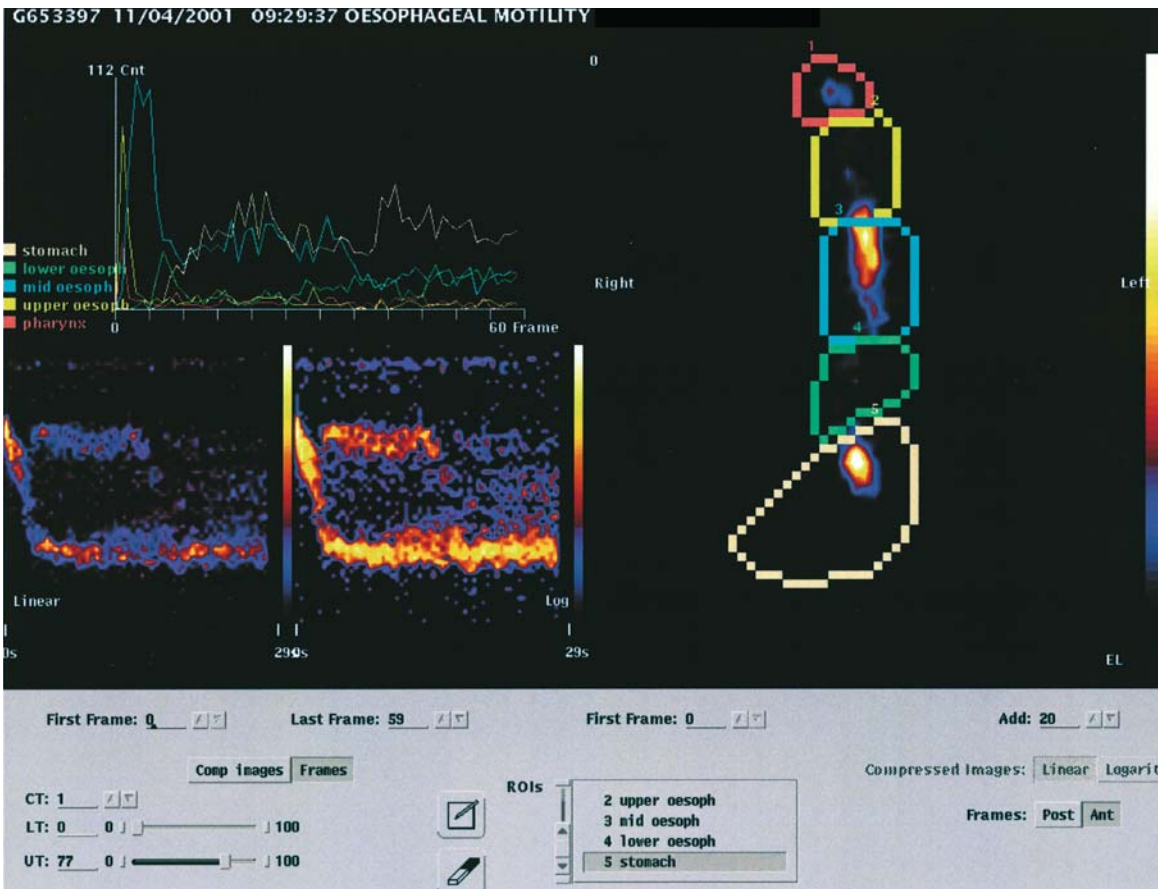 G653397 11/04/2001 09:29:37 OESOPHAGEAL MOTILITY
112 Cnt
stomach
lower oesoph
mid oesoph
upper oesoph
pharynx
0
60 Frame
0
1
2
3
4
5
Right
Left
EL
Linear
Log
0s
29s
0s
29s
First Frame: 0
Last Frame: 59
First Frame: 0
Add: 20
Comp images
Frames
CT: 1
LT: 0 0 100
UT: 77 0 100
ROIs
2 upper oesoph
3 mid oesoph
4 lower oesoph
5 stomach
Compressed Images: Linear Logarit
Frames: Post Ant